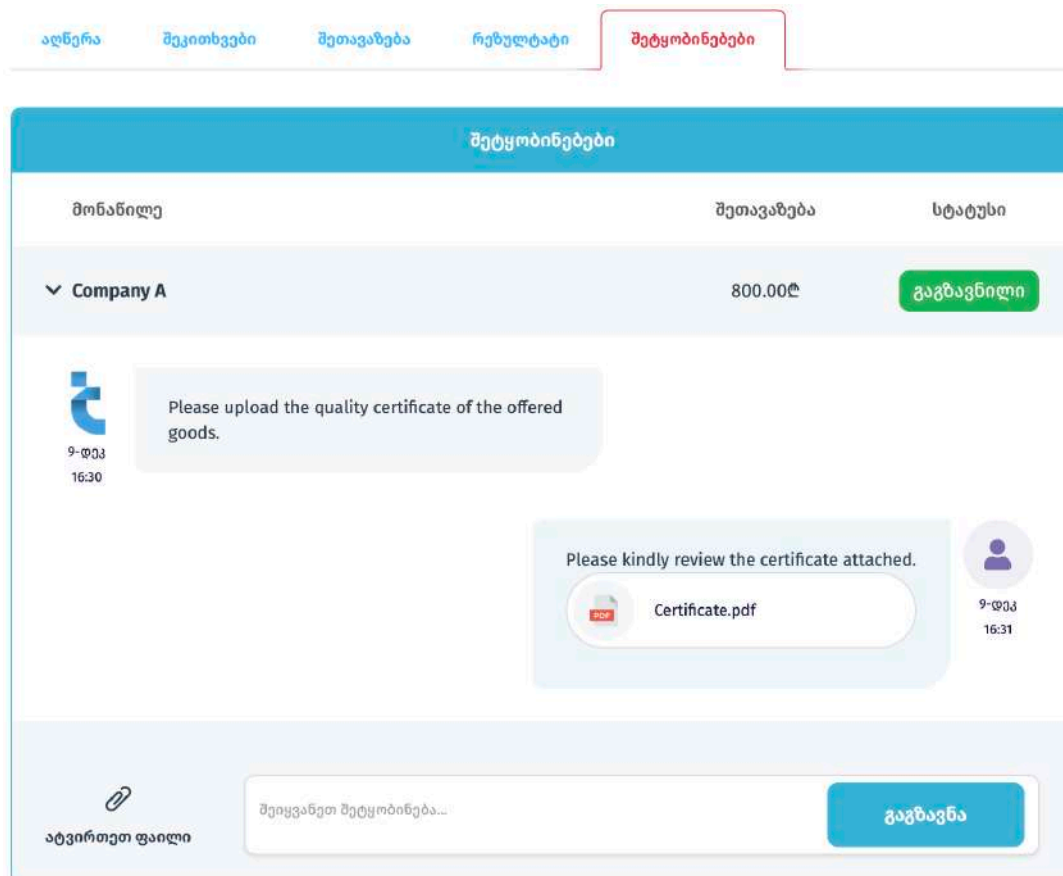 აღწერა შეკითხვები შეთავაზება რეზულტატი შეტყობინებები
შეტყობინებები
მონაწილე შეთავაზება სტატუსი
Company A 800.00₾ გაგზავნილი
Please upload the quality certificate of the offered
goods.
9-დეკ
16:30
Please kindly review the certificate attached.
PDF Certificate.pdf
9-დეკ
16:31
ატვირთეთ ფაილი
შეიყვანეთ შეტყობინება...
გაგზავნა